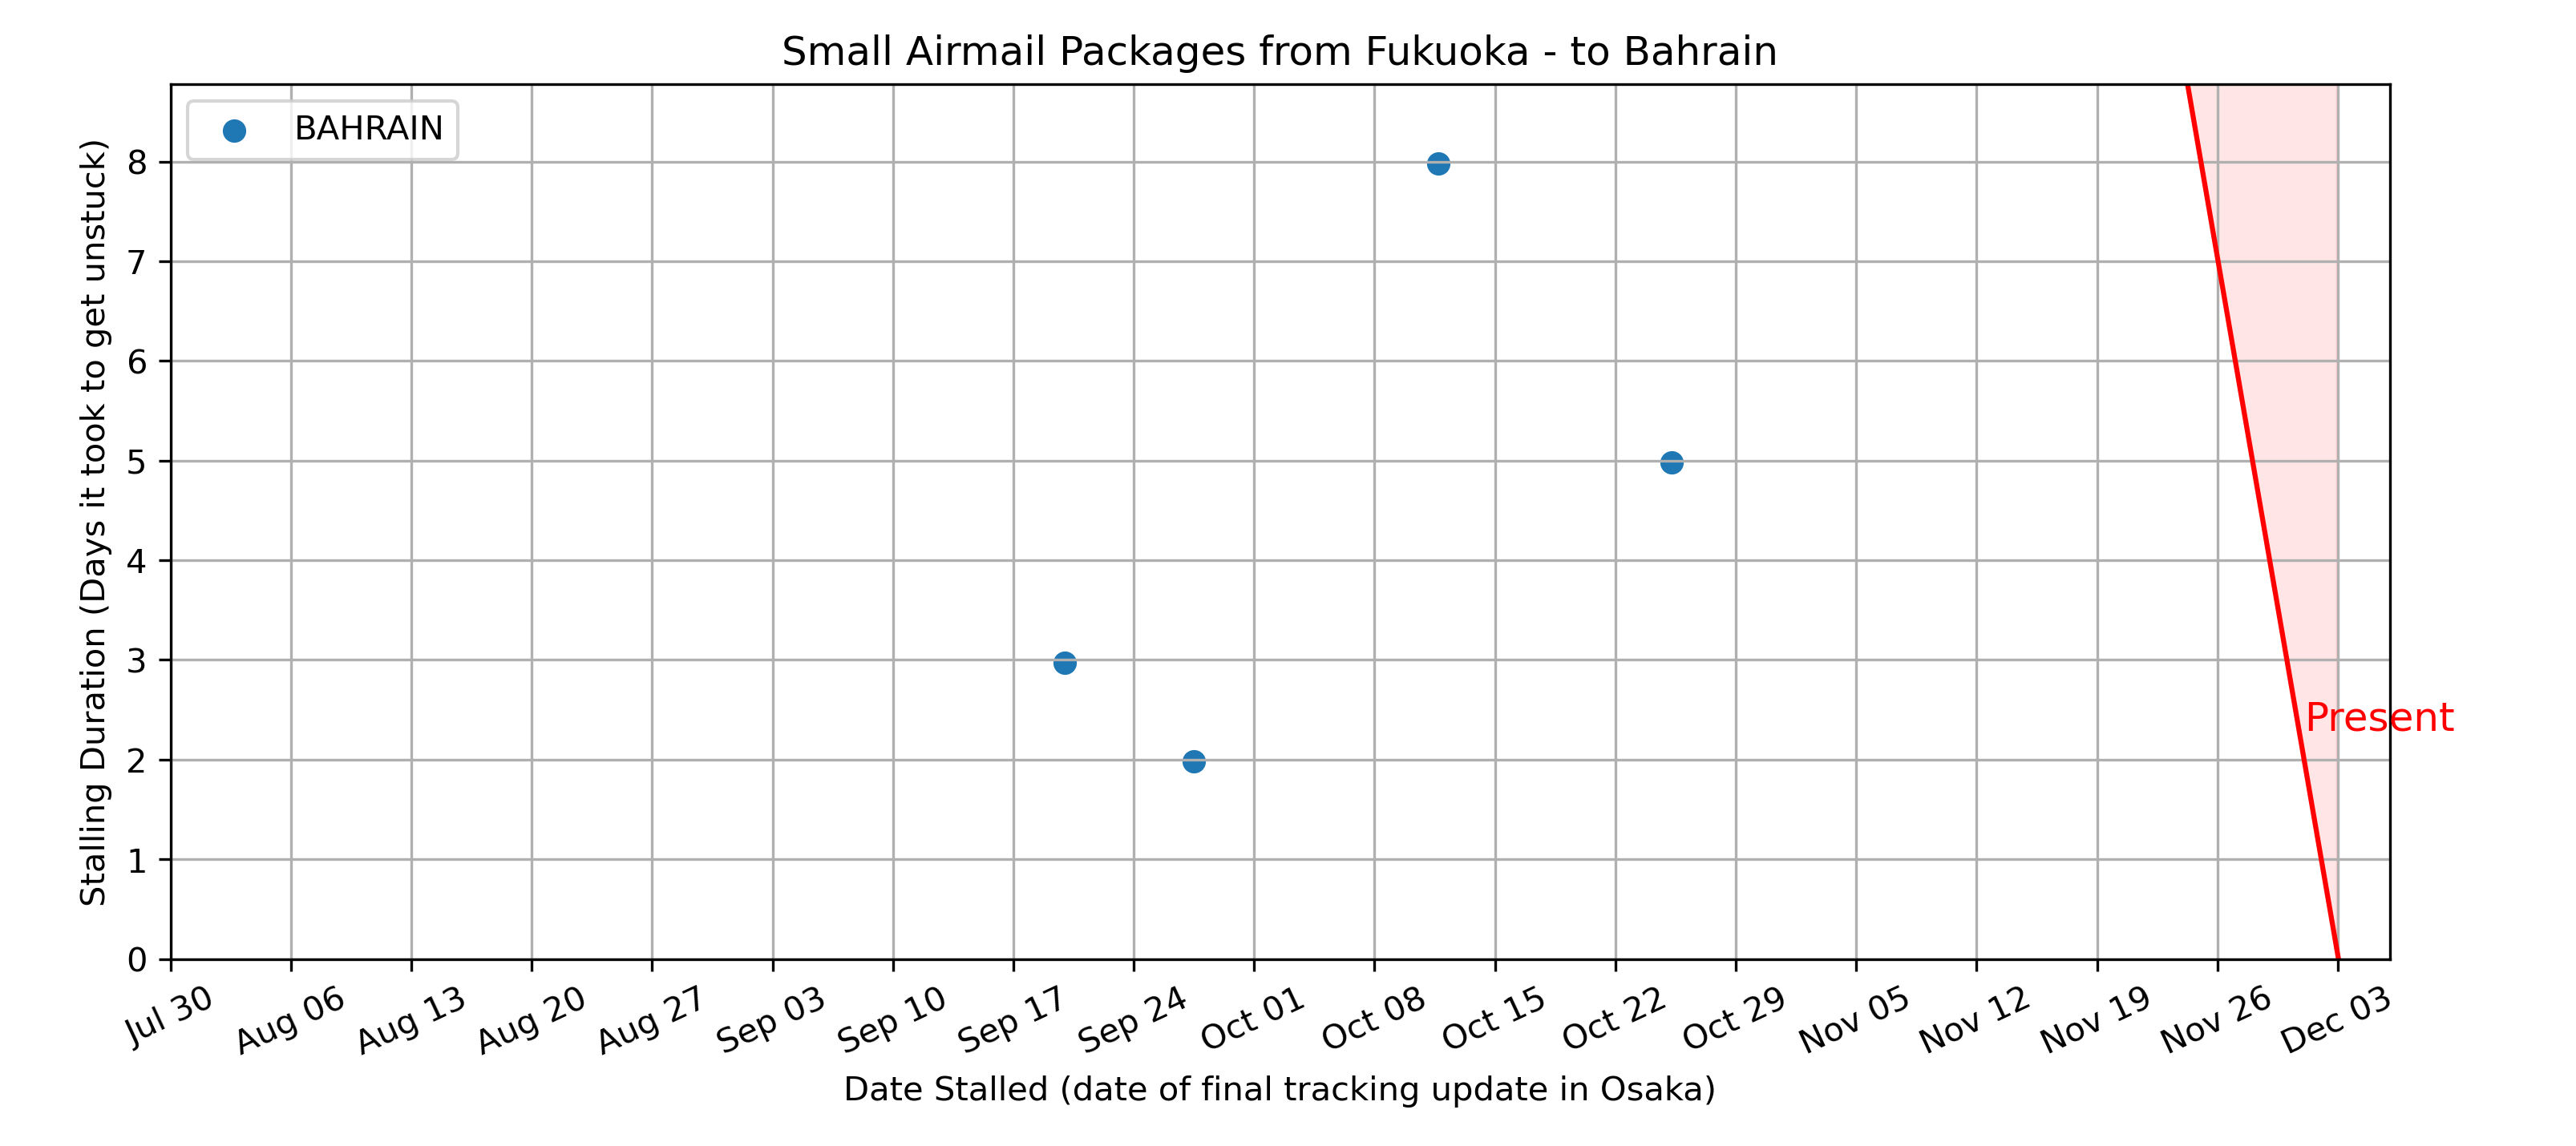 Small Airmail Packages from Fukuoka - to Bahrain
BAHRAIN
Stalling Duration (Days it took to get unstuck)
8
7
6
5
4
3
2
1
0
Present
Jul 30
Aug 06
Aug 13
Aug 20
Aug 27
Sep 03
Sep 10
Sep 17
Sep 24
Oct 01
Oct 08
Oct 15
Oct 22
Oct 29
Nov 05
Nov 12
Nov 19
Nov 26
Dec 03
Date Stalled (date of final tracking update in Osaka)